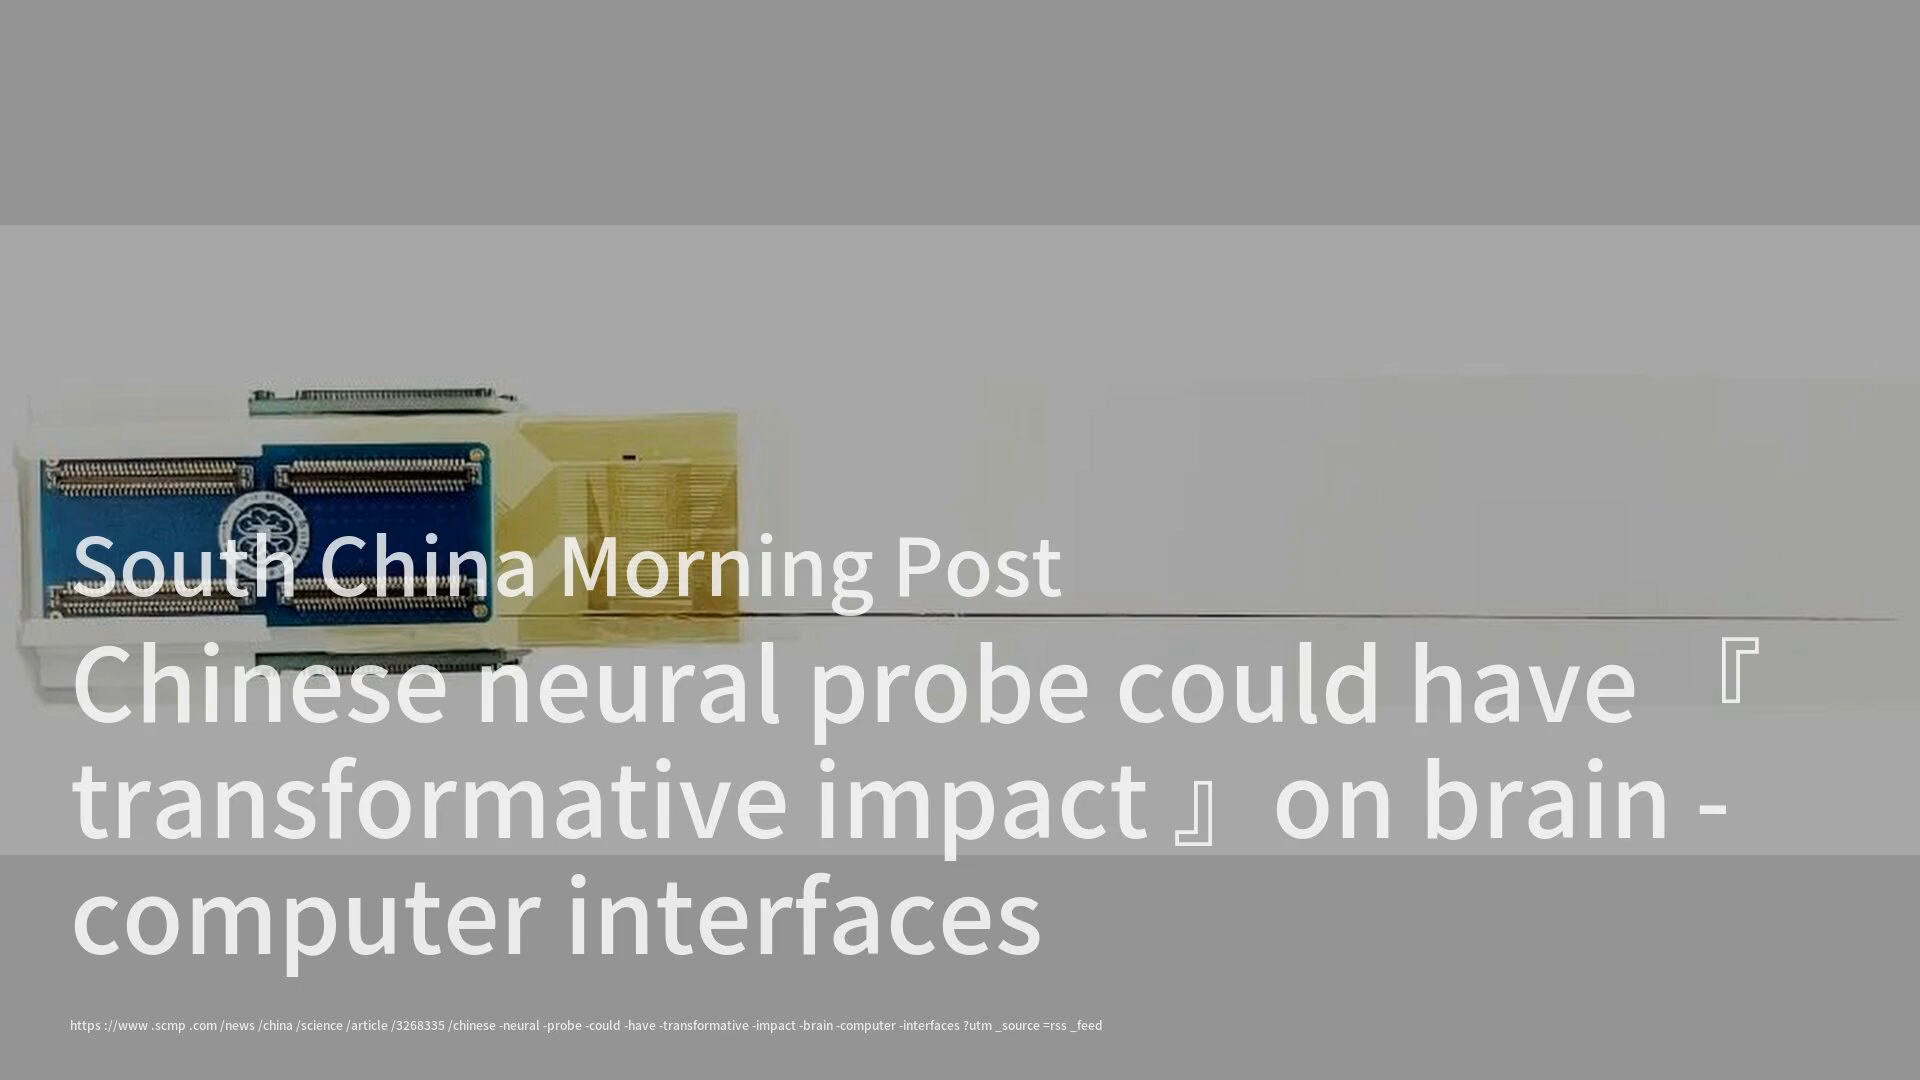 South China Morning Post
Chinese neural probe could have 『
transformative impact 』 on brain -
computer interfaces
https ://www .scmp .com /news /china /science /article /3268335 /chinese -neural -probe -could -have -transformative -impact -brain -computer -interfaces ?utm _source =rss _feed